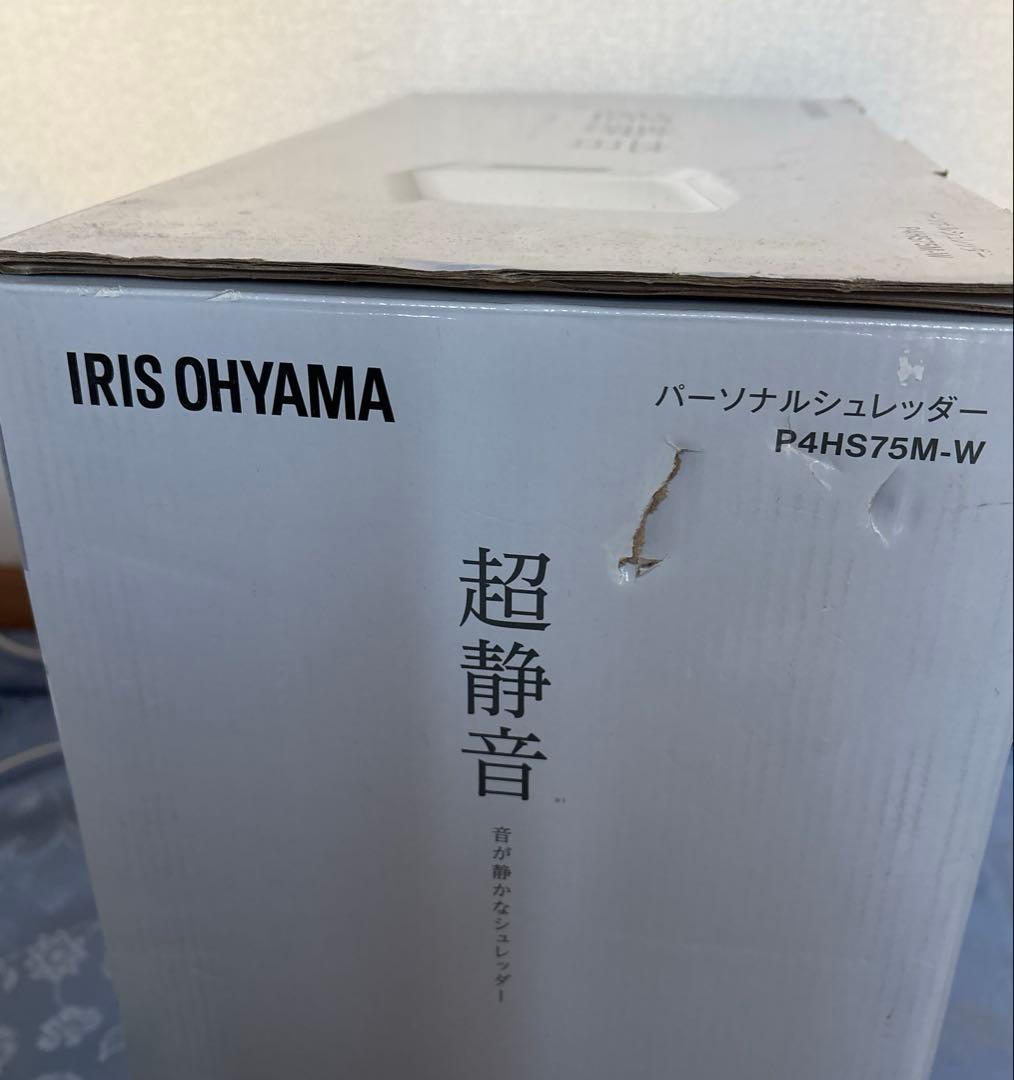 IRIS OHYAMA
パーソナルシュレッダー
P4HS75M-W
超静音
音が静かなシュレッダー